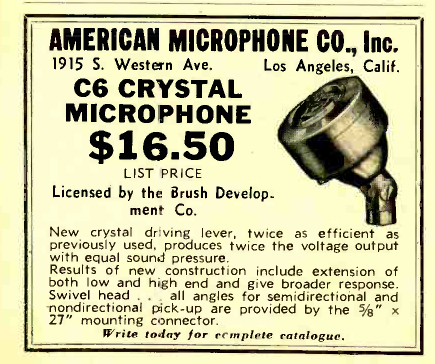 AMERICAN MICROPHONE CO., Inc.
1915 S. Western Ave. Los Angeles, Calif.
C6 CRYSTAL
MICROPHONE
$16.50
LIST PRICE
Licensed by the Brush Develop-
ment Co.
New crystal driving lever, twice as efficient as
previously used, produces twice the voltage output
with equal sound pressure.
Results of new construction include extension of
both low and high end and give broader response.
Swivel head . . . all angles for semidirectional and
nondirectional pick-up are provided by the 5/8" x
27" mounting connector.
Write today for complete catalogue.